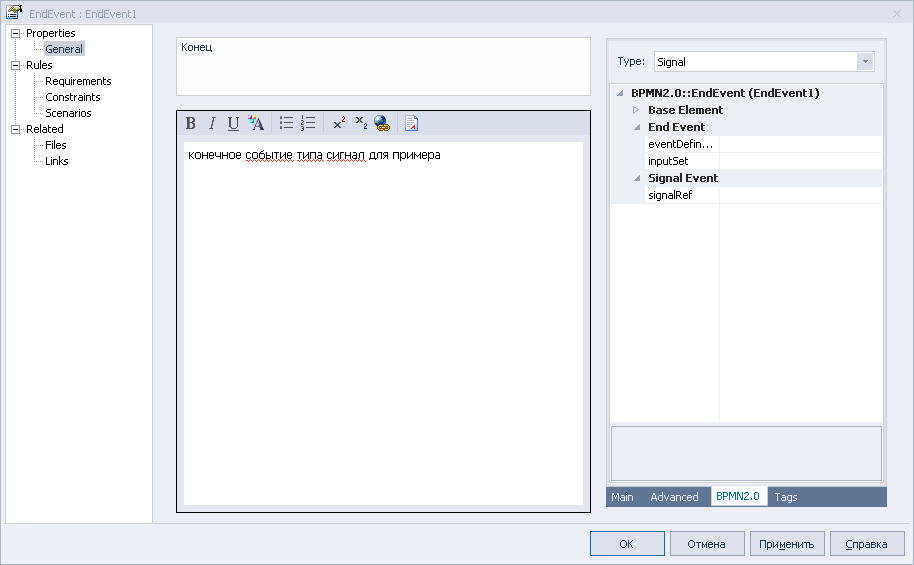 EndEvent : EndEvent1
Properties
General
Rules
Requirements
Constraints
Scenarios
Related
Files
Links
Конец
B I U A x² x₂
конечное событие типа сигнал для примера
Type: Signal
BPMN2.0::EndEvent (EndEvent1)
Base Element
End Event
eventDefin...
inputSet
Signal Event
signalRef
Main Advanced BPMN2.0 Tags
ОК Отмена Применить Справка